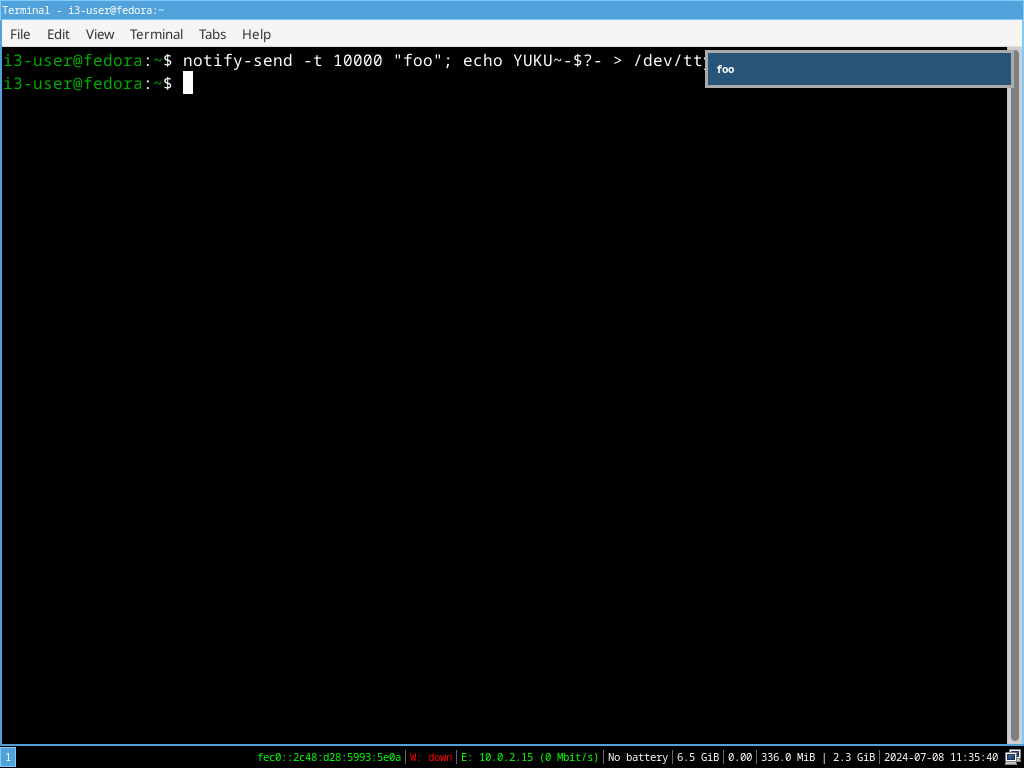 Terminal - i3-user@fedora:~
File Edit View Terminal Tabs Help
i3-user@fedora:~$ notify-send -t 10000 "foo"; echo YUKU~-$?- > /dev/tt
foo
i3-user@fedora:~$
1 fec0::2c48:d28:5993:5e0a W: down E: 10.0.2.15 (0 Mbit/s) No battery 6.5 GiB 0.00 336.0 MiB | 2.3 GiB 2024-07-08 11:35:40